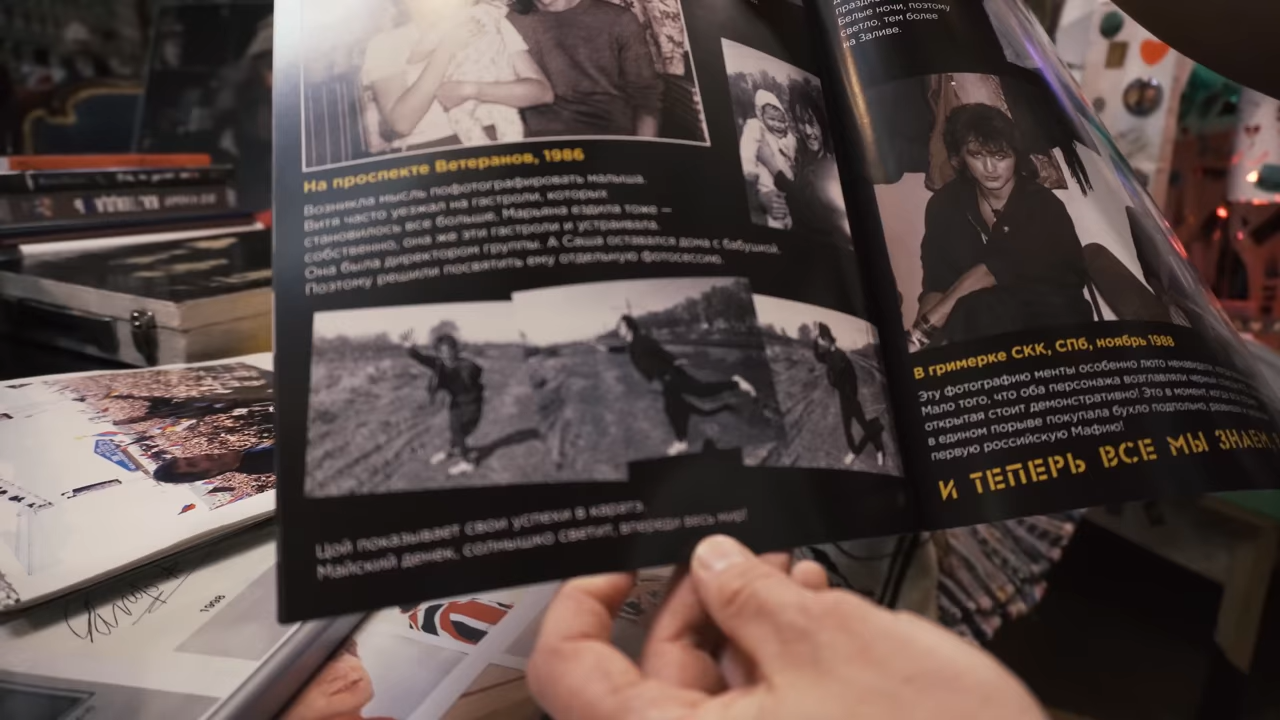 На проспекте Ветеранов, 1986
Возникла мысль пофотографировать малыша.
Витя часто уезжал на гастроли, которых
становилось все больше. Марьяна ездила тоже —
собственно, она же эти гастроли и устраивала.
Она была директором группы. А Саша оставался дома с бабушкой.
Поэтому решили посвятить ему отдельную фотосессию.
Цой показывает свои успехи в карате.
Майский денек, солнышко светит, впереди весь мир!
Белые ночи, поэтому
светло, тем более
на Заливе.
В гримерке СКК, СПб, ноябрь 1988
Эту фотографию менты особенно люто
Мало того, что оба персонажа возглавляли черный
открытая стоит демонстративно! Это в момент, когда
в едином порыве покупала бухло подпольно,
первую российскую Мафию!
И ТЕПЕРЬ ВСЕ МЫ ЗНАЕМ
1998